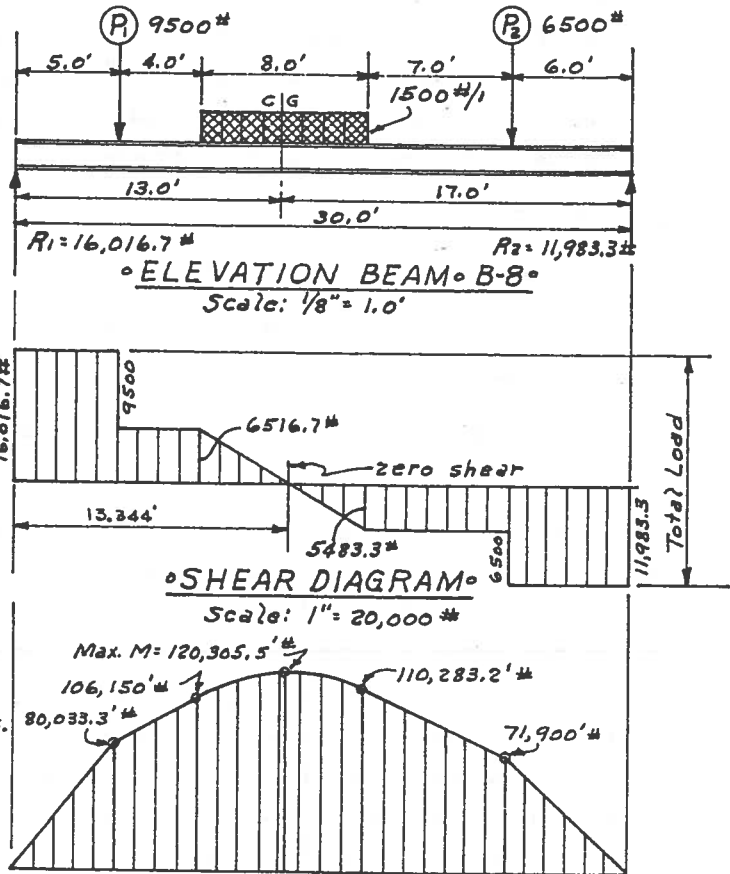 P1 9500# P2 6500#
5.0' 4.0' 8.0' 7.0' 6.0'
1500#/1
C G
13.0' 17.0'
30.0'
R1=16,016.7# R2=11,983.3#
°ELEVATION BEAM° B-8°
Scale: 1/8"= 1.0'
16,016.7#
9500
6516.7#
zero shear
Total Load
13.344'
5483.3#
6500
11,983.3
°SHEAR DIAGRAM°
Scale: 1"= 20,000#
Max. M= 120,305.5'#
106,150'#
110,283.2'#
80,033.3'#
71,900'#